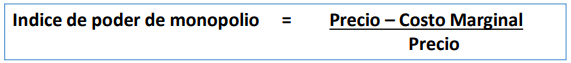 Indice de poder de monopolio = Precio – Costo Marginal
Precio